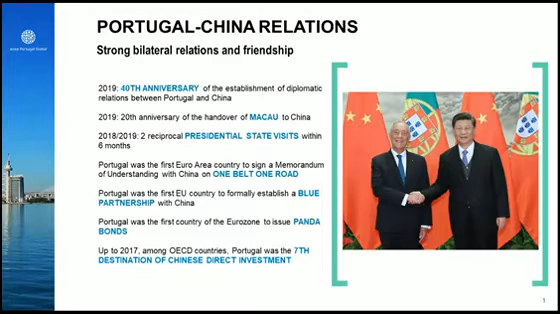 aicep Portugal Global
PORTUGAL-CHINA RELATIONS
Strong bilateral relations and friendship
2019: 40TH ANNIVERSARY of the establishment of diplomatic
relations between Portugal and China
2019: 20th anniversary of the handover of MACAU to China
2018/2019: 2 reciprocal PRESIDENTIAL STATE VISITS within
6 months
Portugal was the first Euro Area country to sign a Memorandum
of Understanding with China on ONE BELT ONE ROAD
Portugal was the first EU country to formally establish a BLUE
PARTNERSHIP with China
Portugal was the first country of the Eurozone to issue PANDA
BONDS
Up to 2017, among OECD countries, Portugal was the 7TH
DESTINATION OF CHINESE DIRECT INVESTMENT
1